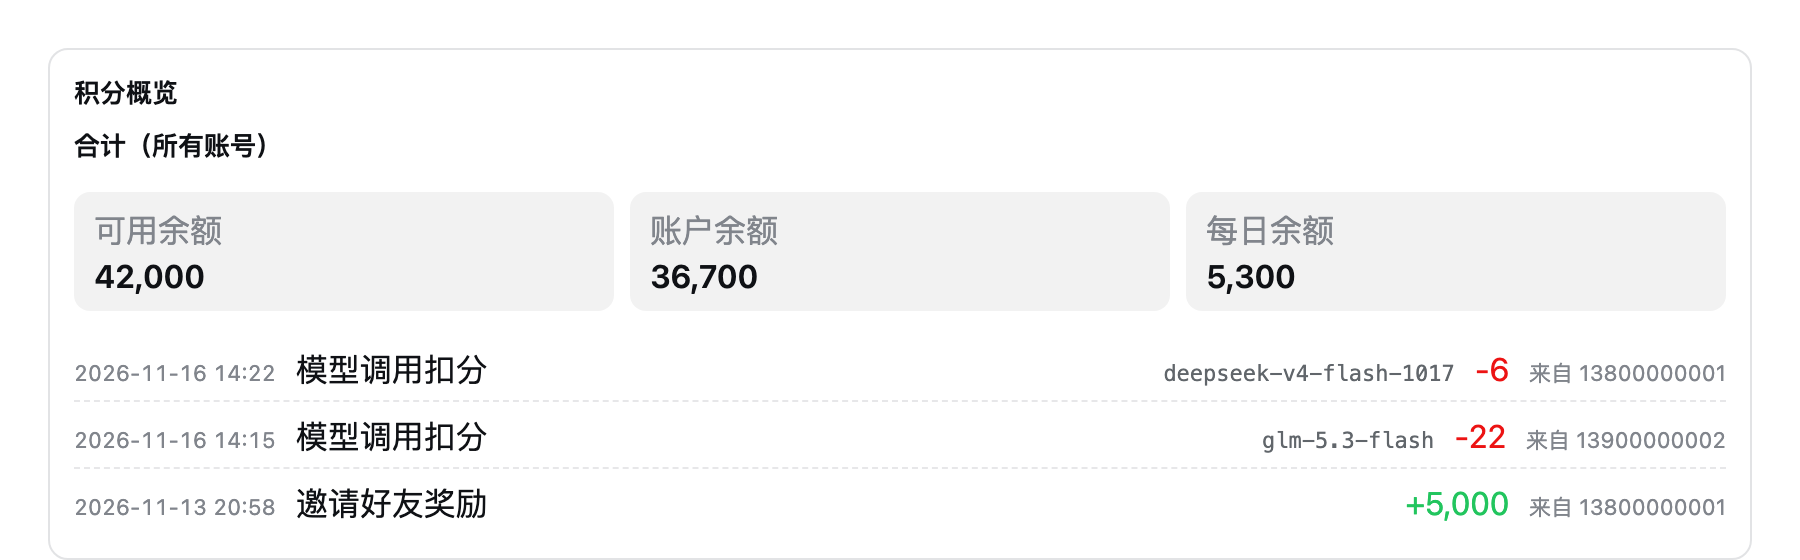 积分概览
合计（所有账号）
可用余额
42,000
账户余额
36,700
每日余额
5,300
2026-11-16 14:22 模型调用扣分 deepseek-v4-flash-1017 -6 来自 13800000001
2026-11-16 14:15 模型调用扣分 glm-5.3-flash -22 来自 13900000002
2026-11-13 20:58 邀请好友奖励 +5,000 来自 13800000001